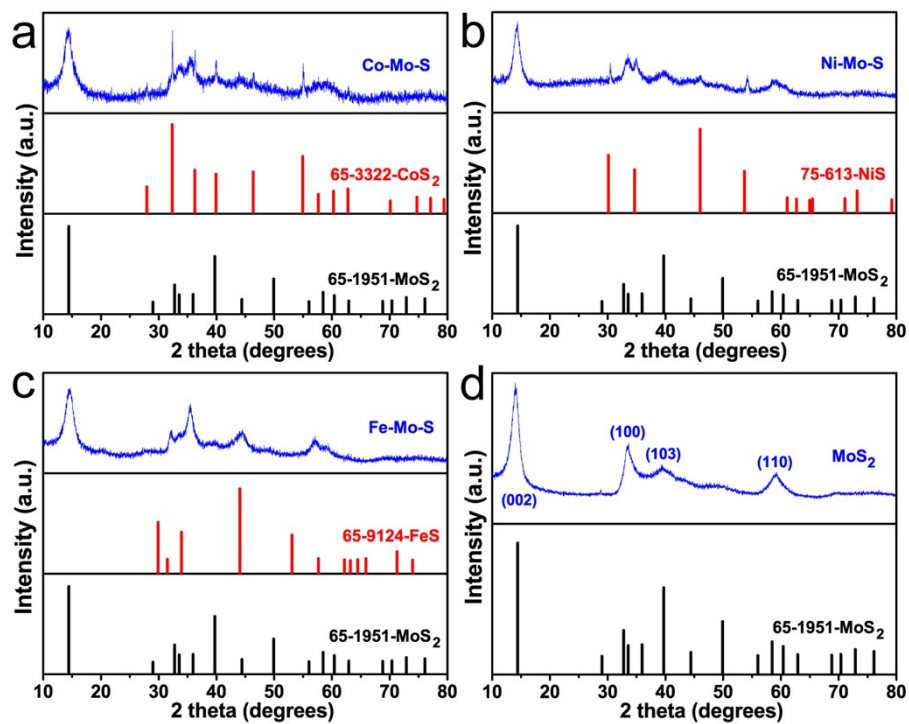 a
Co-Mo-S
65-3322-CoS₂
65-1951-MoS₂
Intensity (a.u.)
10 20 30 40 50 60 70 80
2 theta (degrees)
b
Ni-Mo-S
75-613-NiS
65-1951-MoS₂
Intensity (a.u.)
10 20 30 40 50 60 70 80
2 theta (degrees)
c
Fe-Mo-S
65-9124-FeS
65-1951-MoS₂
Intensity (a.u.)
10 20 30 40 50 60 70 80
2 theta (degrees)
d
(100)
(103)
(110)
MoS₂
(002)
65-1951-MoS₂
Intensity (a.u.)
10 20 30 40 50 60 70 80
2 theta (degrees)